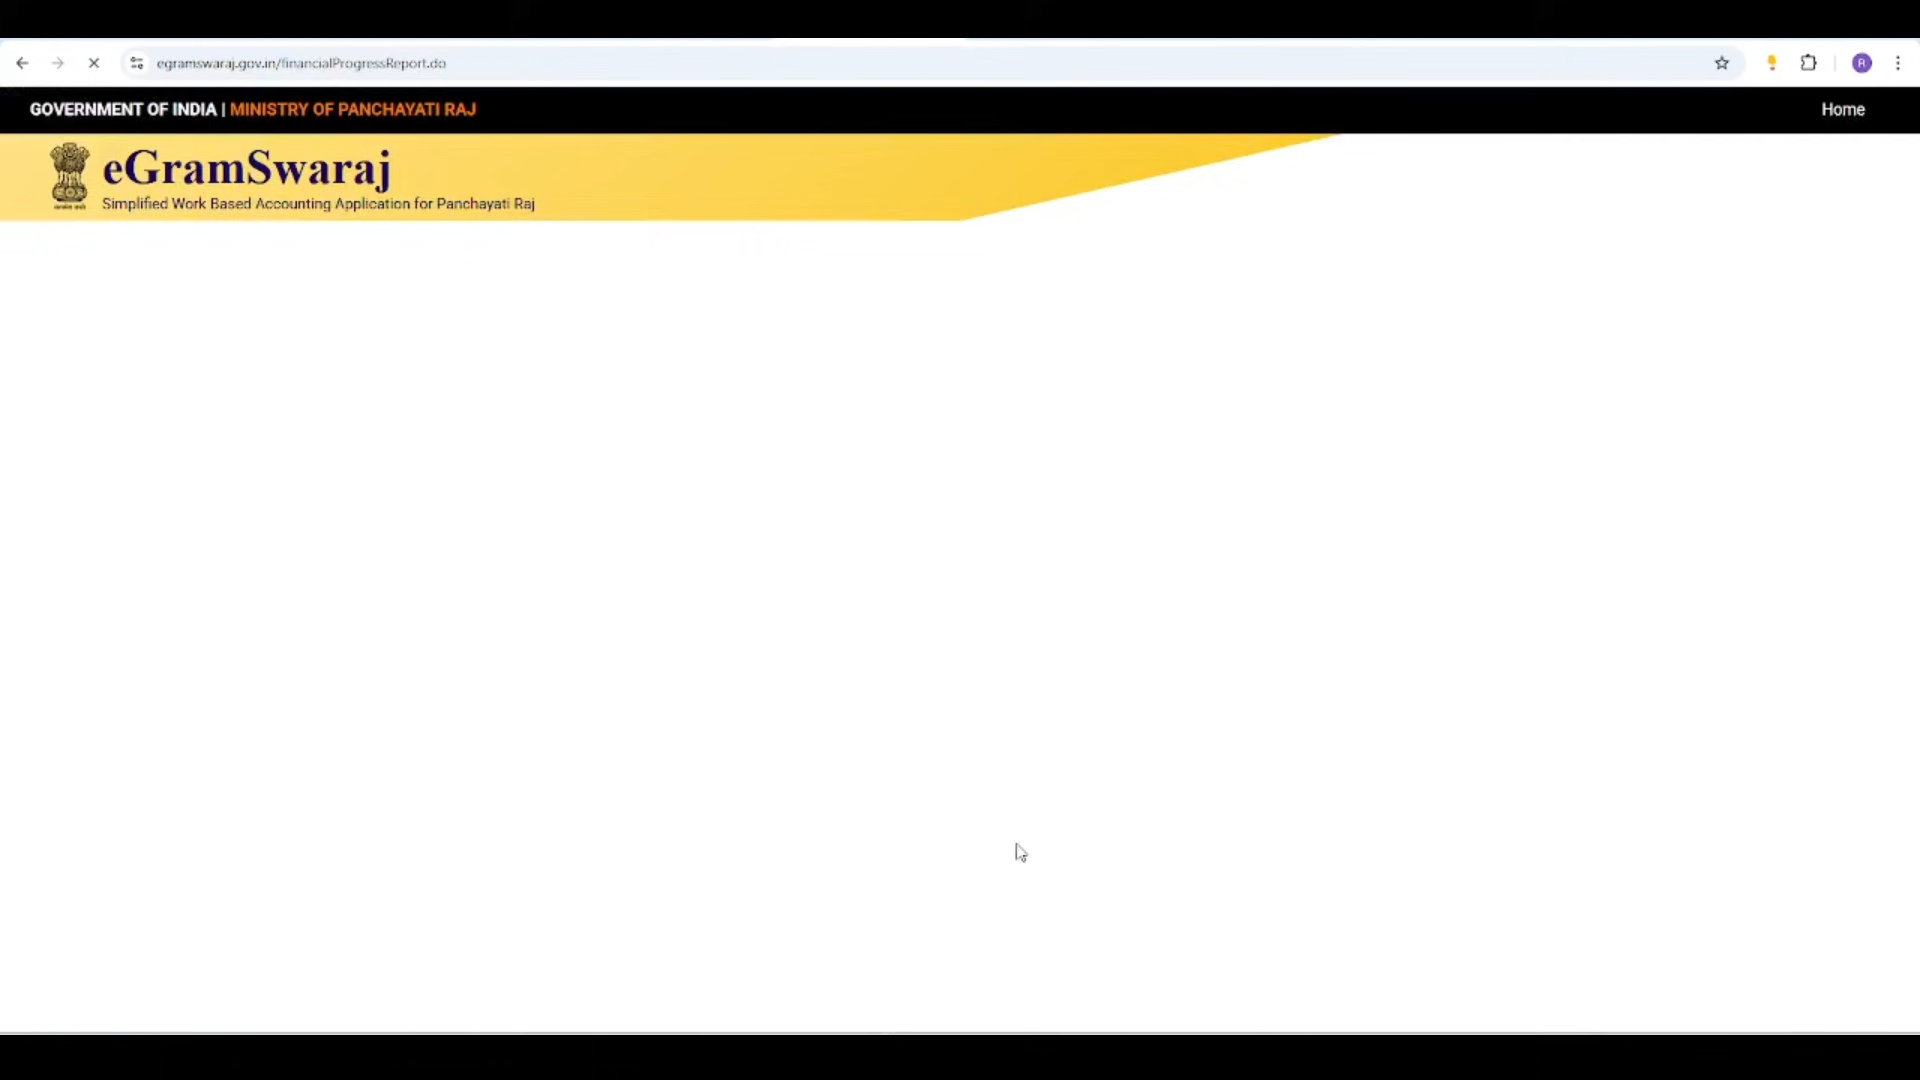 egramswaraj.gov.in/financialProgressReport.do
R
GOVERNMENT OF INDIA | MINISTRY OF PANCHAYATI RAJ
Home
eGramSwaraj
Simplified Work Based Accounting Application for Panchayati Raj